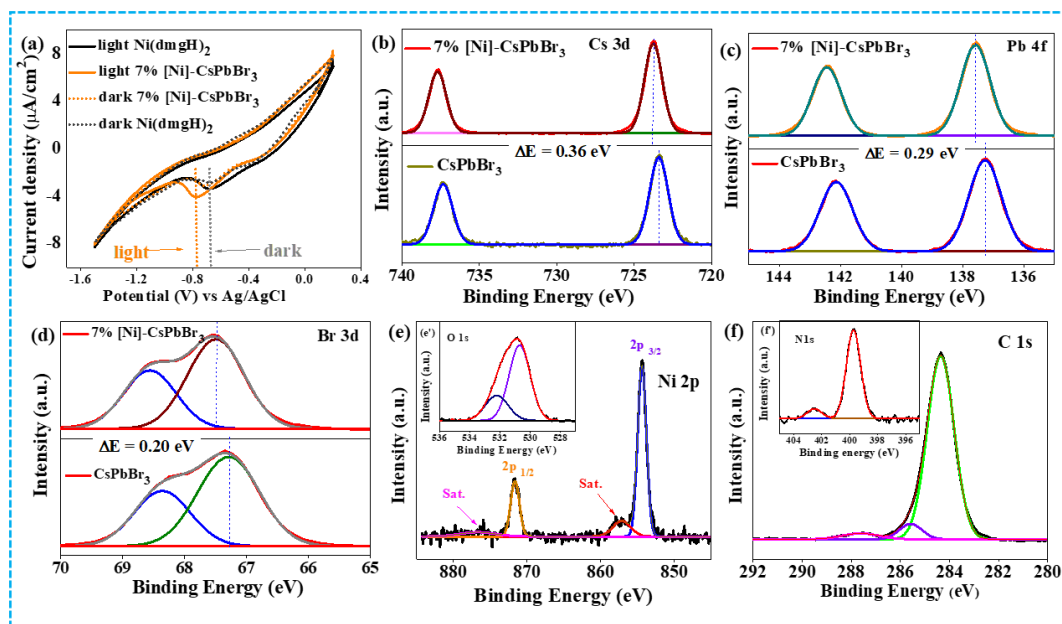 (a)
light Ni(dmgH)2
light 7% [Ni]-CsPbBr3
dark 7% [Ni]-CsPbBr3
dark Ni(dmgH)2
light
dark
Current density (μA/cm2)
8
4
0
-4
-8
-1.6 -1.2 -0.8 -0.4 0.0 0.4
Potential (V) vs Ag/AgCl
(b)
7% [Ni]-CsPbBr3
Cs 3d
ΔE = 0.36 eV
CsPbBr3
Intensity (a.u.)
740 735 730 725 720
Binding Energy (eV)
(c)
7% [Ni]-CsPbBr3
Pb 4f
CsPbBr3
ΔE = 0.29 eV
Intensity (a.u.)
144 140 136
Binding Energy (eV)
(d)
Br 3d
7% [Ni]-CsPbBr3
ΔE = 0.20 eV
CsPbBr3
Intensity (a.u.)
70 69 68 67 66 65
Binding Energy (eV)
(e)
(e')
O 1s
Intensity (a.u.)
536 532 530 528
Binding Energy (eV)
2p 3/2
Ni 2p
2p 1/2
Sat.
Sat.
Intensity (a.u.)
880 870 860 850
Binding Energy (eV)
(f)
(f')
N1s
Intensity (a.u.)
404 402 400 398 396
Binding energy (eV)
C 1s
Intensity (a.u.)
292 290 288 286 284 282 280
Binding Energy (eV)